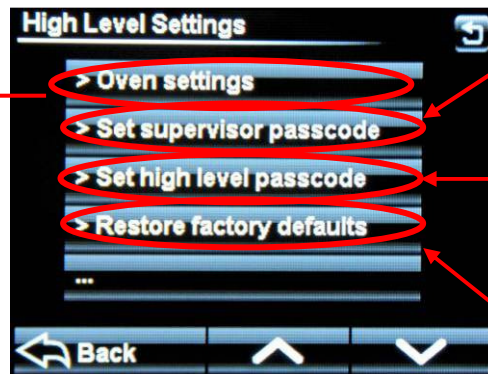 High Level Settings
> Oven settings
> Set supervisor passcode
> Set high level passcode
> Restore factory defaults
...
Back